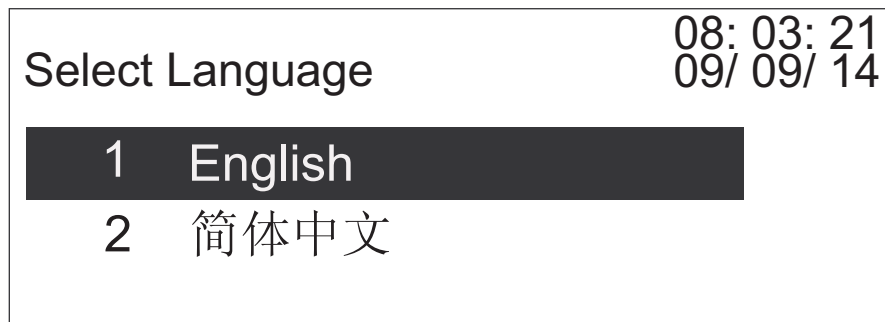 08: 03: 21
Select Language
09/ 09/ 14
1 English
2 简体中文